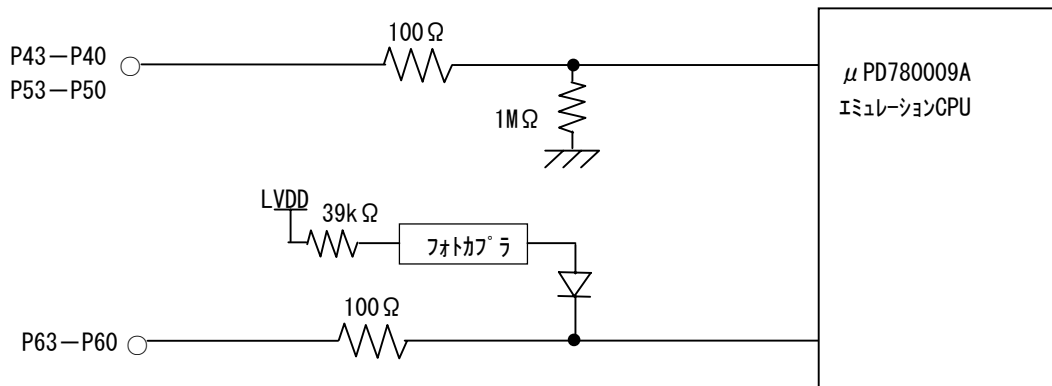 P43－P40
P53－P50
100Ω
1MΩ
μPD780009A
ｴﾐｭﾚｰｼｮﾝCPU
LVDD
39kΩ
ﾌｫﾄｶﾌﾟﾗ
100Ω
P63－P60